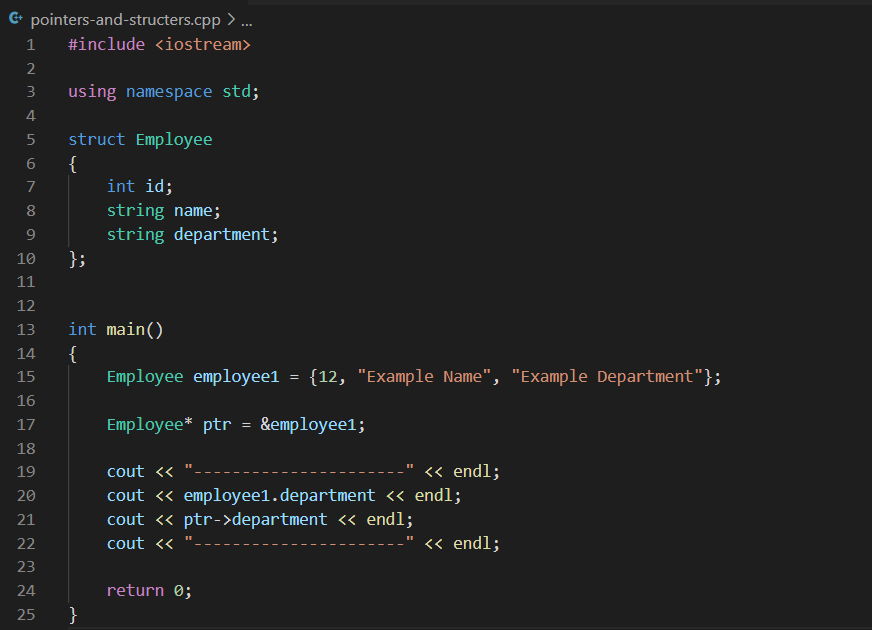 pointers-and-structers.cpp > ...
1 #include <iostream>
2
3 using namespace std;
4
5 struct Employee
6 {
7     int id;
8     string name;
9     string department;
10 };
11
12
13 int main()
14 {
15     Employee employee1 = {12, "Example Name", "Example Department"};
16
17     Employee* ptr = &employee1;
18
19     cout << "----------------------" << endl;
20     cout << employee1.department << endl;
21     cout << ptr->department << endl;
22     cout << "----------------------" << endl;
23
24     return 0;
25 }